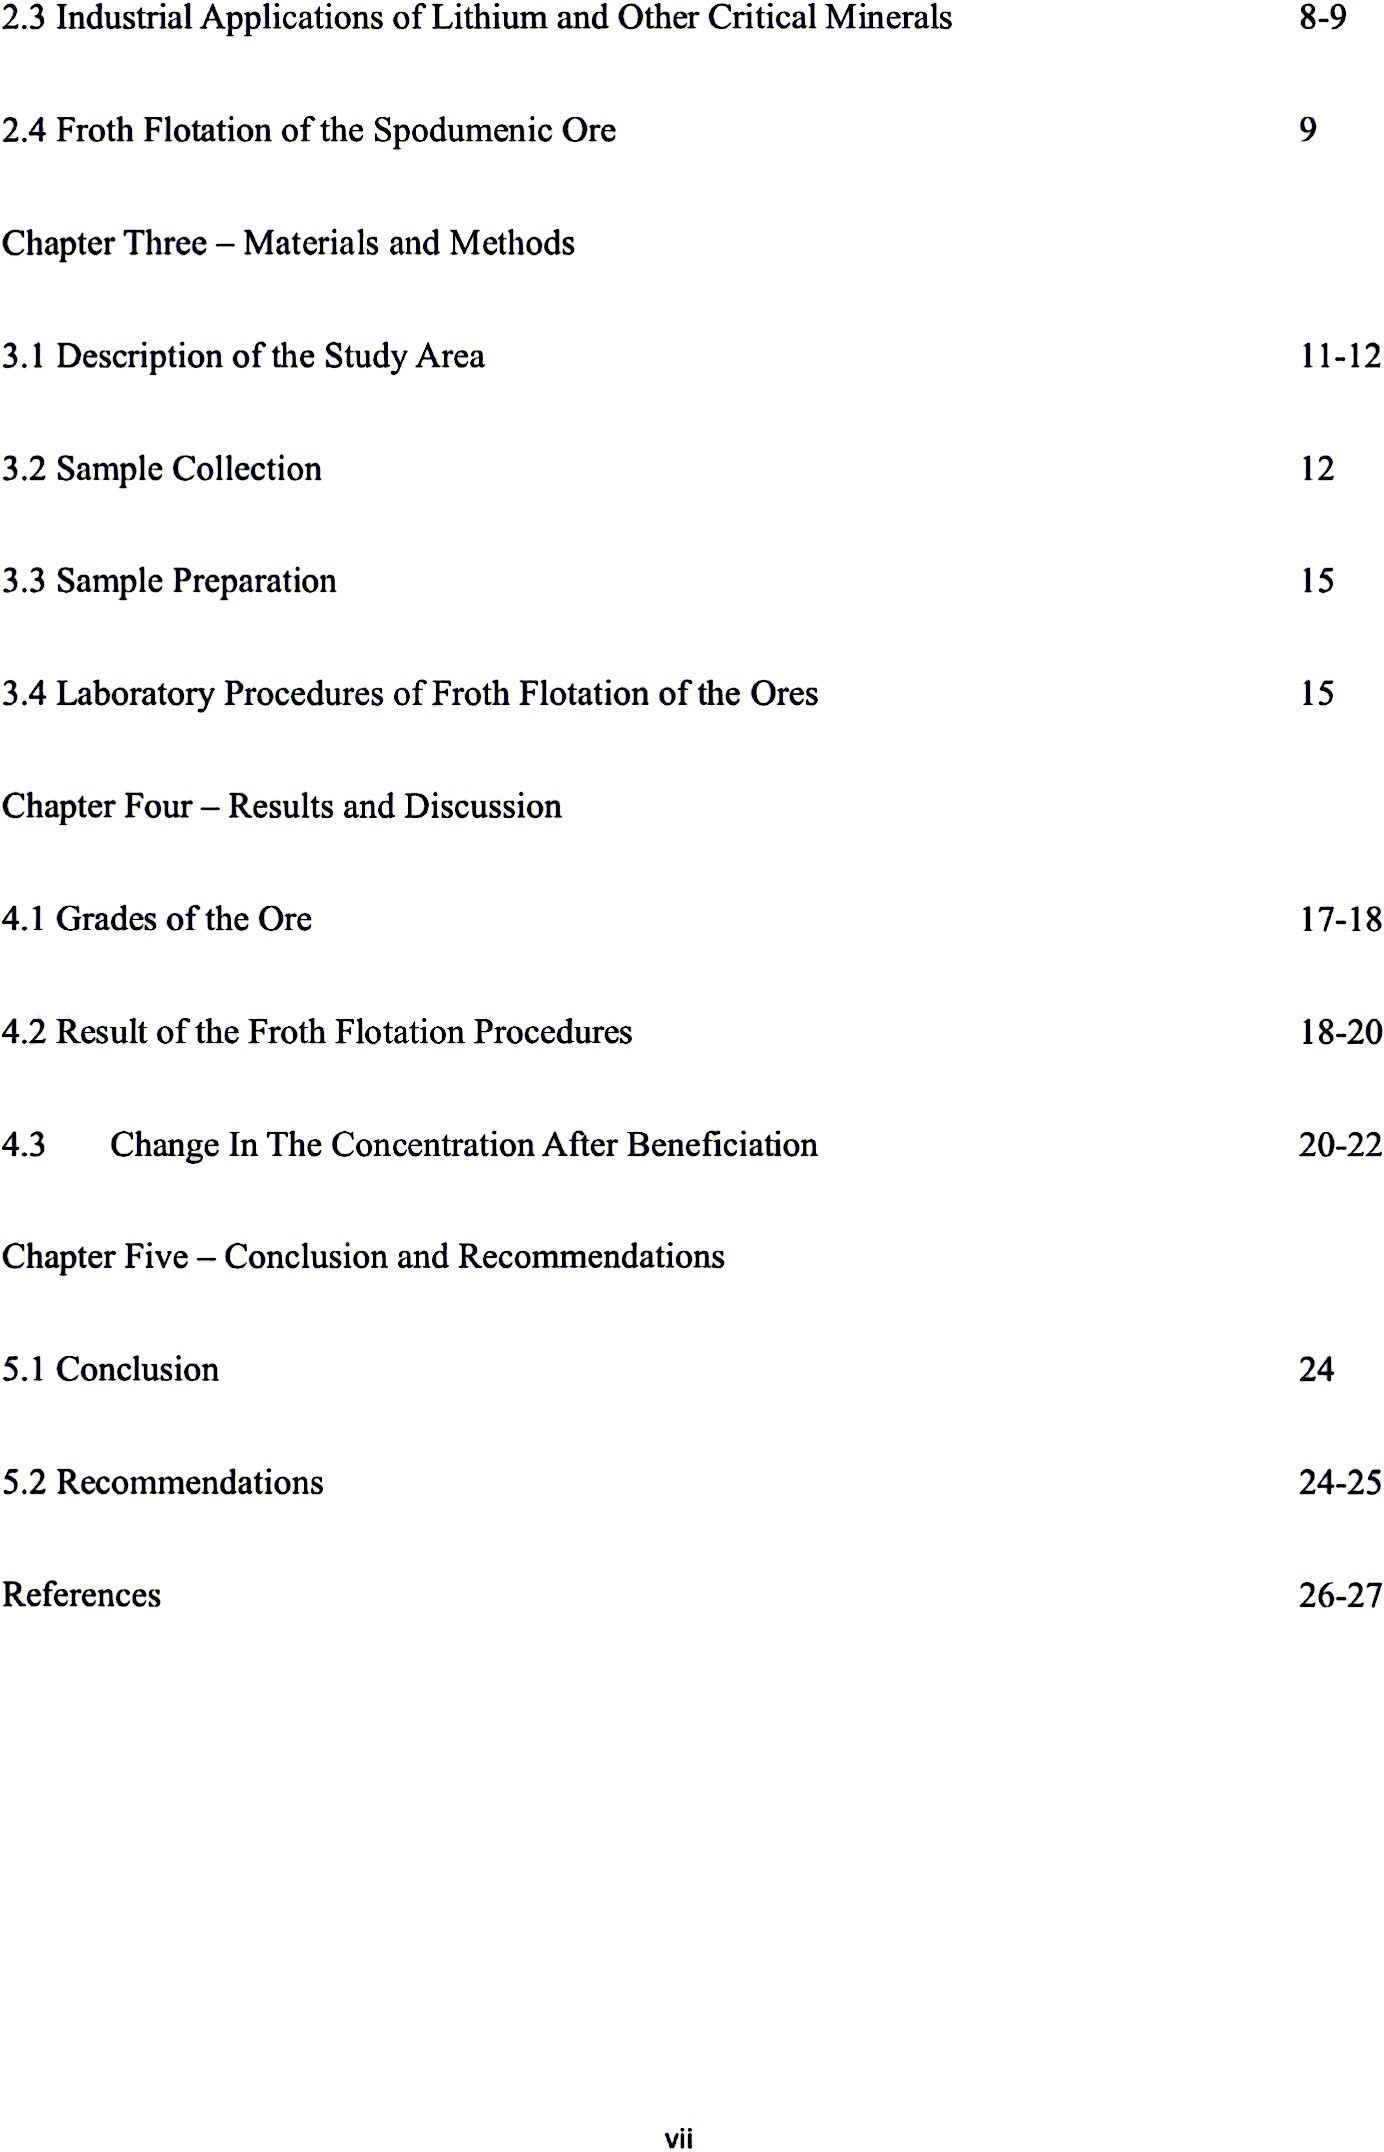 2.3 Industrial Applications of Lithium and Other Critical Minerals 8-9
2.4 Froth Flotation of the Spodumenic Ore 9
Chapter Three – Materials and Methods
3.1 Description of the Study Area 11-12
3.2 Sample Collection 12
3.3 Sample Preparation 15
3.4 Laboratory Procedures of Froth Flotation of the Ores 15
Chapter Four – Results and Discussion
4.1 Grades of the Ore 17-18
4.2 Result of the Froth Flotation Procedures 18-20
4.3 Change In The Concentration After Beneficiation 20-22
Chapter Five – Conclusion and Recommendations
5.1 Conclusion 24
5.2 Recommendations 24-25
References 26-27
vii